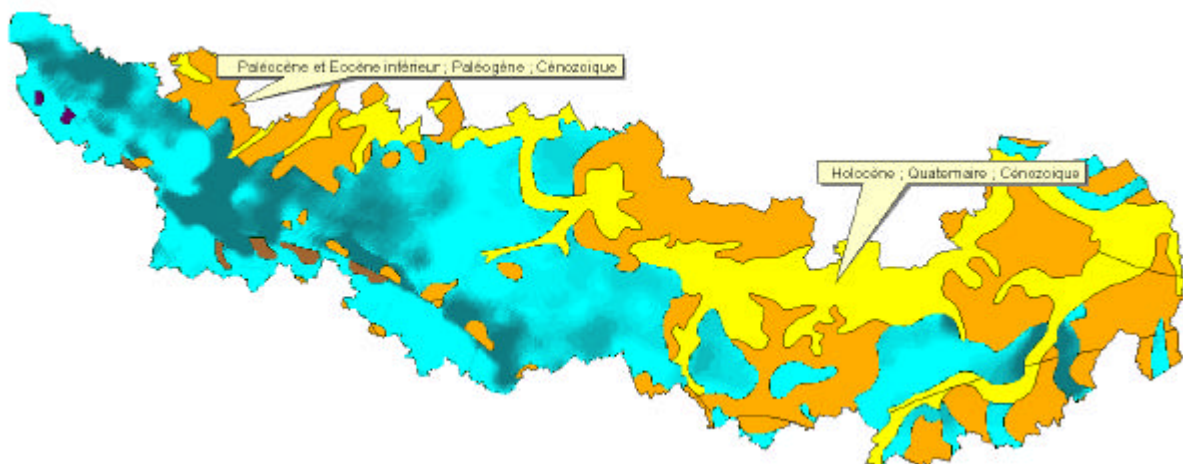 Paléocène et Eocène inférieur ; Paléogène ; Cénozoique
Holocène ; Quaternaire ; Cénozoique